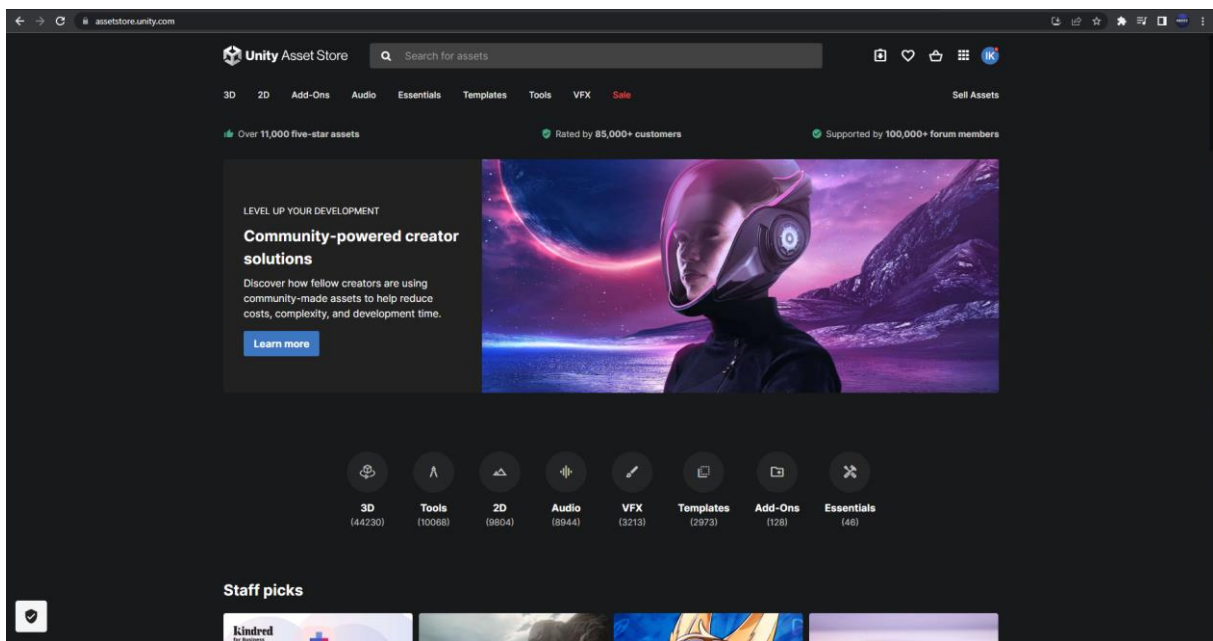 assetstore.unity.com
Unity Asset Store
Search for assets
IK
3D 2D Add-Ons Audio Essentials Templates Tools VFX Sale Sell Assets
Over 11,000 five-star assets Rated by 85,000+ customers Supported by 100,000+ forum members
LEVEL UP YOUR DEVELOPMENT
Community-powered creator
solutions
Discover how fellow creators are using
community-made assets to help reduce
costs, complexity, and development time.
Learn more
3D Tools 2D Audio VFX Templates Add-Ons Essentials
(44230) (10068) (9804) (8944) (3213) (2973) (128) (46)
Staff picks
Kindred
for Business